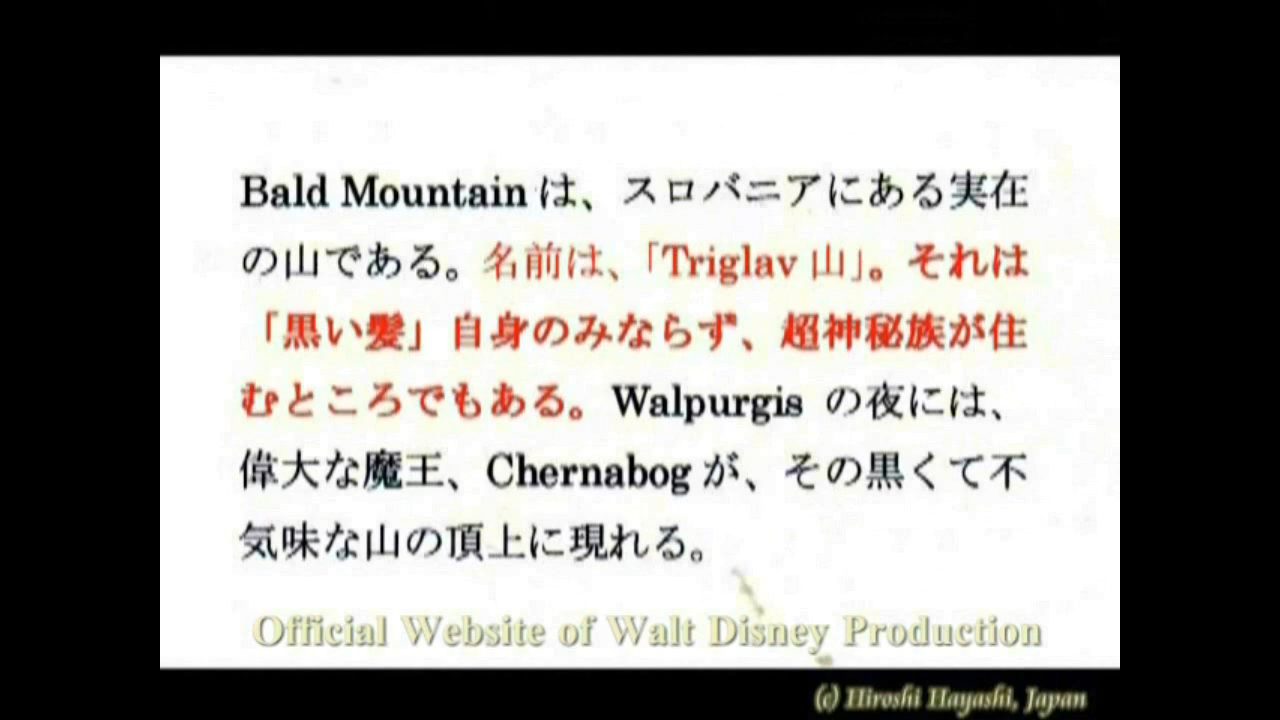 Bald Mountain は、スロバニアにある実在
の山である。名前は、「Triglav 山」。それは
「黒い髪」自身のみならず、超神秘族が住
むところでもある。Walpurgis の夜には、
偉大な魔王、Chernabog が、その黒くて不
気味な山の頂上に現れる。
Official Website of Walt Disney Production
(c) Hiroshi Hayashi, Japan